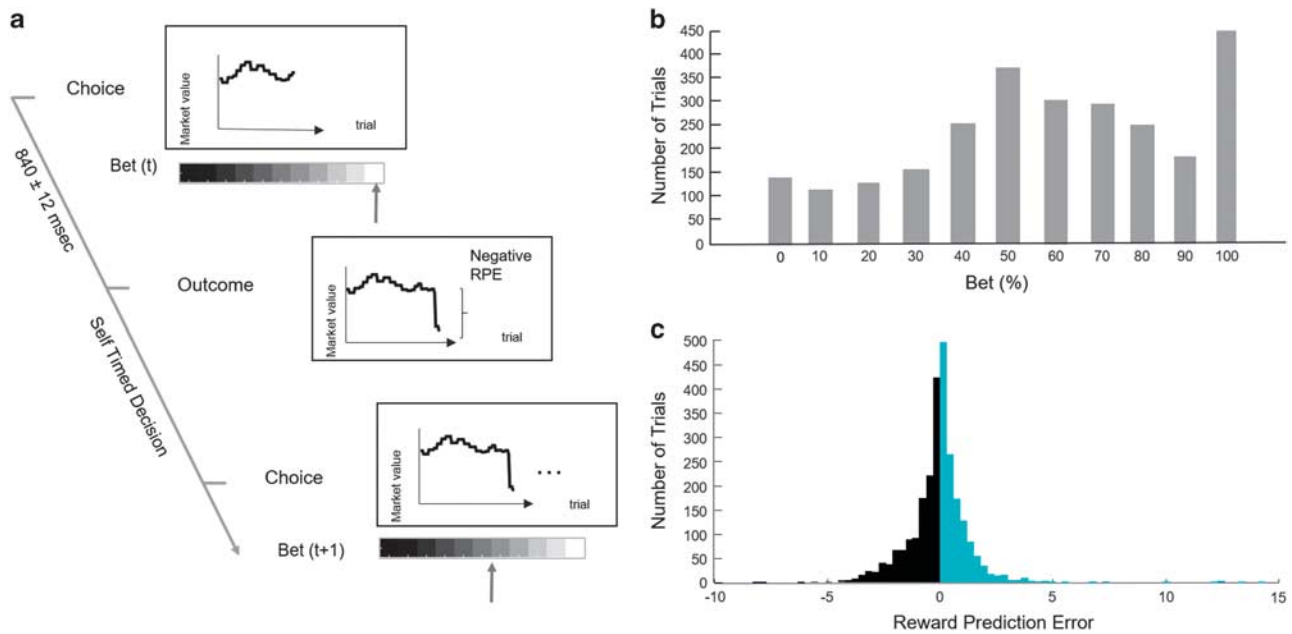 a
Choice
Market value
trial
Bet (t)
840 ± 12 msec
Outcome
Negative
RPE
Market value
trial
Self Timed Decision
Choice
Market value
trial
...
Bet (t+1)
b
Number of Trials
450
400
350
300
250
200
150
100
50
0
0 10 20 30 40 50 60 70 80 90 100
Bet (%)
c
Number of Trials
500
450
400
350
300
250
200
150
100
50
0
-10 -5 0 5 10 15
Reward Prediction Error